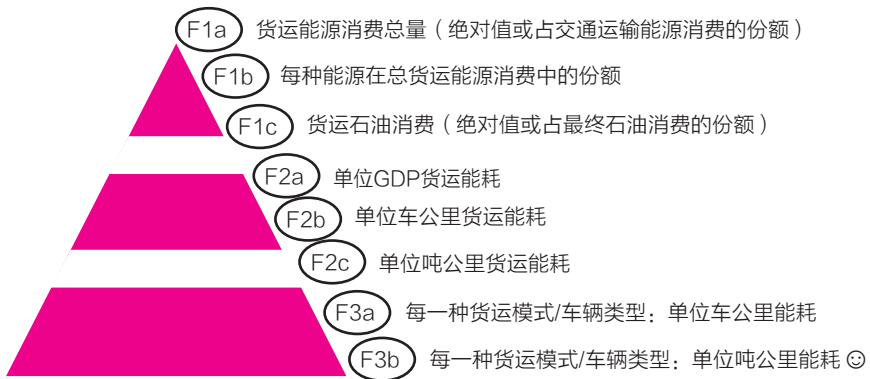 F1a 货运能源消费总量（绝对值或占交通运输能源消费的份额）
F1b 每种能源在总货运能源消费中的份额
F1c 货运石油消费（绝对值或占最终石油消费的份额）
F2a 单位GDP货运能耗
F2b 单位车公里货运能耗
F2c 单位吨公里货运能耗
F3a 每一种货运模式/车辆类型：单位车公里能耗
F3b 每一种货运模式/车辆类型：单位吨公里能耗☺